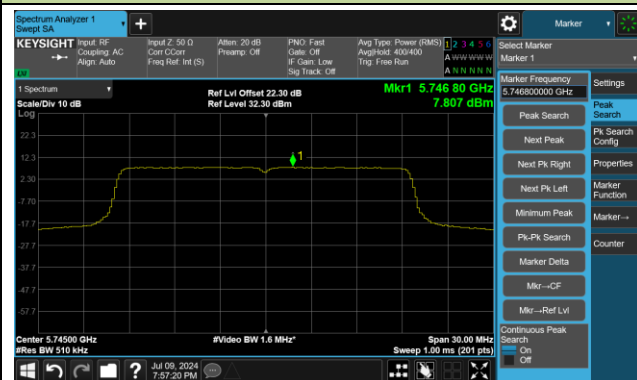 Spectrum Analyzer 1
Swept SA
+
Marker
KEYSIGHT
Input: RF
Coupling: AC
Align: Auto
Input Z: 50 Ω
Corr CCorr
Freq Ref: Int (S)
Atten: 20 dB
Preamp: Off
PNO: Fast
Gate: Off
IF Gain: Low
Sig Track: Off
Avg Type: Power (RMS)
Avg|Hold: 400/400
Trig: Free Run
1 2 3 4 5 6
A W W W W W
A N N N N N
Select Marker
Marker 1
1 Spectrum
Scale/Div 10 dB
Log
Ref Lvl Offset 22.30 dB
Ref Level 32.30 dBm
Mkr1 5.746 80 GHz
7.807 dBm
22.3
12.3
2.30
-7.70
-17.7
-27.7
-37.7
-47.7
-57.7
1
Center 5.74500 GHz
#Res BW 510 kHz
#Video BW 1.6 MHz*
Span 30.00 MHz
Sweep 1.00 ms (201 pts)
Marker Frequency
5.746800000 GHz
Peak Search
Next Peak
Next Pk Right
Next Pk Left
Minimum Peak
Pk-Pk Search
Marker Delta
Mkr→CF
Mkr→Ref Lvl
Continuous Peak
Search
On
Off
Settings
Peak
Search
Pk Search
Config
Properties
Marker
Function
Marker→
Counter
?
Jul 09, 2024
7:57:20 PM